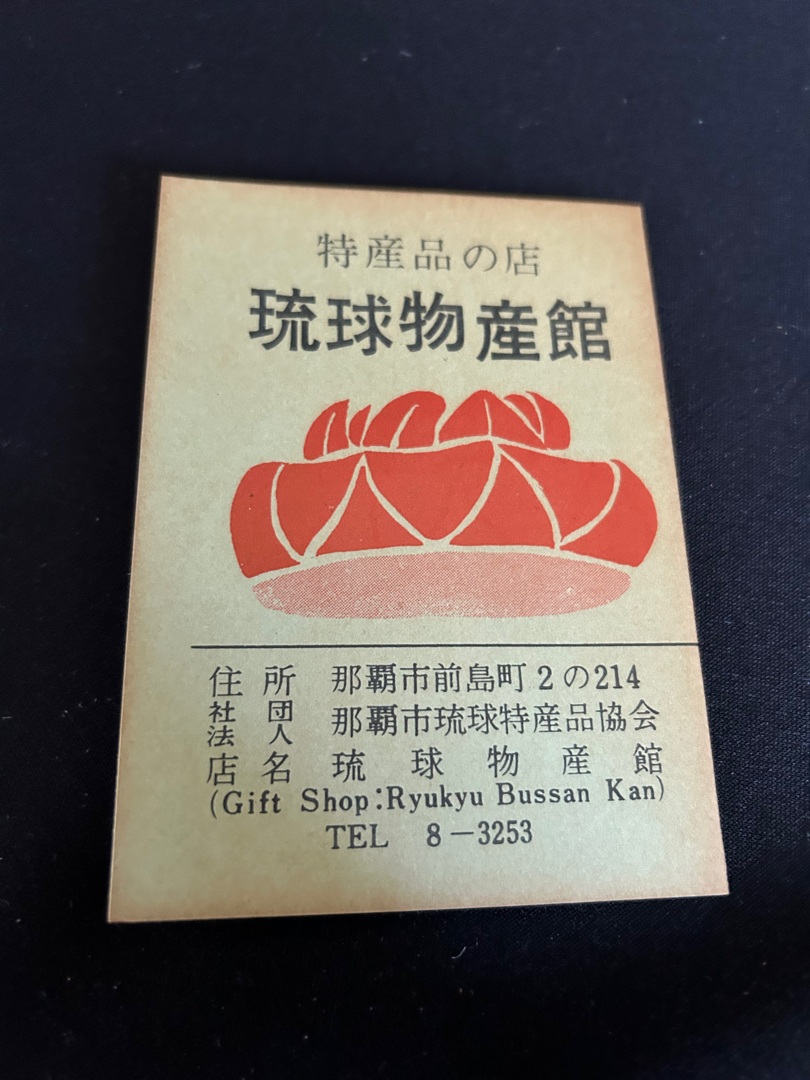 特産品の店
琉球物産館
住所 那覇市前島町2の214
社団法人 那覇市琉球特産品協会
店名 琉球物産館
(Gift Shop:Ryukyu Bussan Kan)
TEL 8-3253